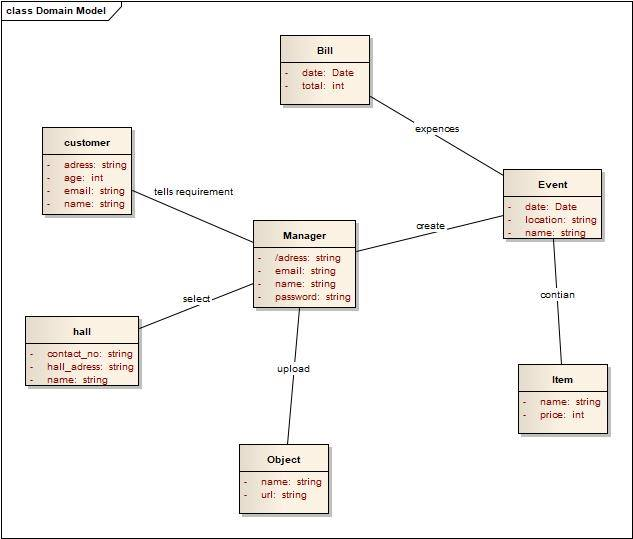 class Domain Model
Bill
- date: Date
- total: int
expences
customer
- adress: string
- age: int
- email: string
- name: string
tells requirement
Event
- date: Date
- location: string
- name: string
create
Manager
- /adress: string
- email: string
- name: string
- password: string
select
contian
hall
- contact_no: string
- hall_adress: string
- name: string
upload
Item
- name: string
- price: int
Object
- name: string
- url: string